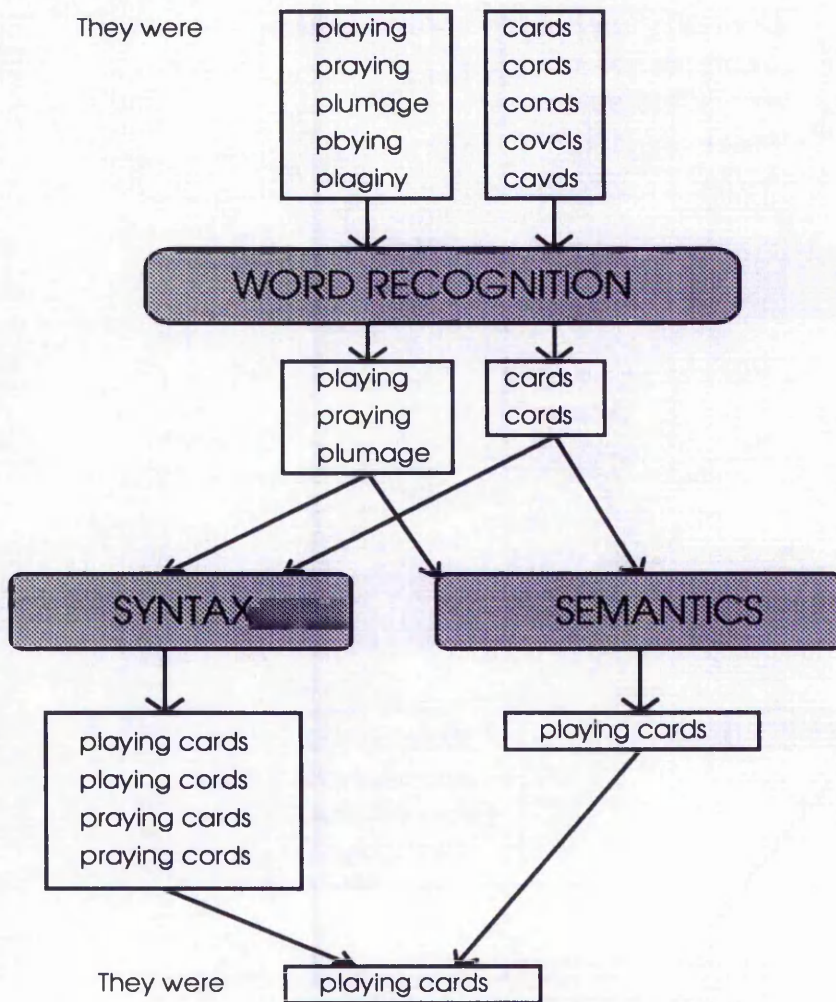 They were
playing
praying
plumage
pbying
plaginy
cards
cords
conds
covcls
cavds
WORD RECOGNITION
playing
praying
plumage
cards
cords
SYNTAX
SEMANTICS
playing cards
playing cords
praying cards
praying cords
playing cards
They were
playing cards